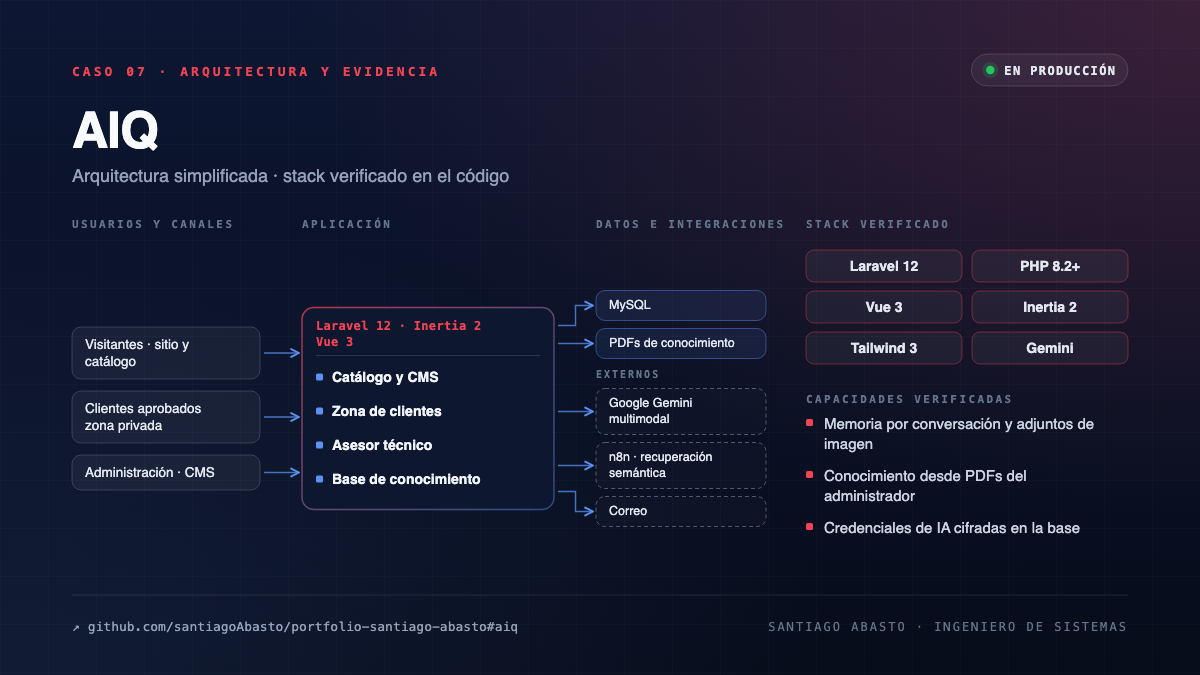 CASO 07 · ARQUITECTURA Y EVIDENCIA
EN PRODUCCIÓN
AIQ
Arquitectura simplificada · stack verificado en el código
USUARIOS Y CANALES
Visitantes · sitio y
catálogo
Clientes aprobados
zona privada
Administración · CMS
APLICACIÓN
Laravel 12 · Inertia 2
Vue 3
Catálogo y CMS
Zona de clientes
Asesor técnico
Base de conocimiento
DATOS E INTEGRACIONES
MySQL
PDFs de conocimiento
EXTERNOS
Google Gemini
multimodal
n8n · recuperación
semántica
Correo
STACK VERIFICADO
Laravel 12
PHP 8.2+
Vue 3
Inertia 2
Tailwind 3
Gemini
CAPACIDADES VERIFICADAS
Memoria por conversación y adjuntos de
imagen
Conocimiento desde PDFs del
administrador
Credenciales de IA cifradas en la base
↗ github.com/santiagoAbasto/portfolio-santiago-abasto#aiq
SANTIAGO ABASTO · INGENIERO DE SISTEMAS